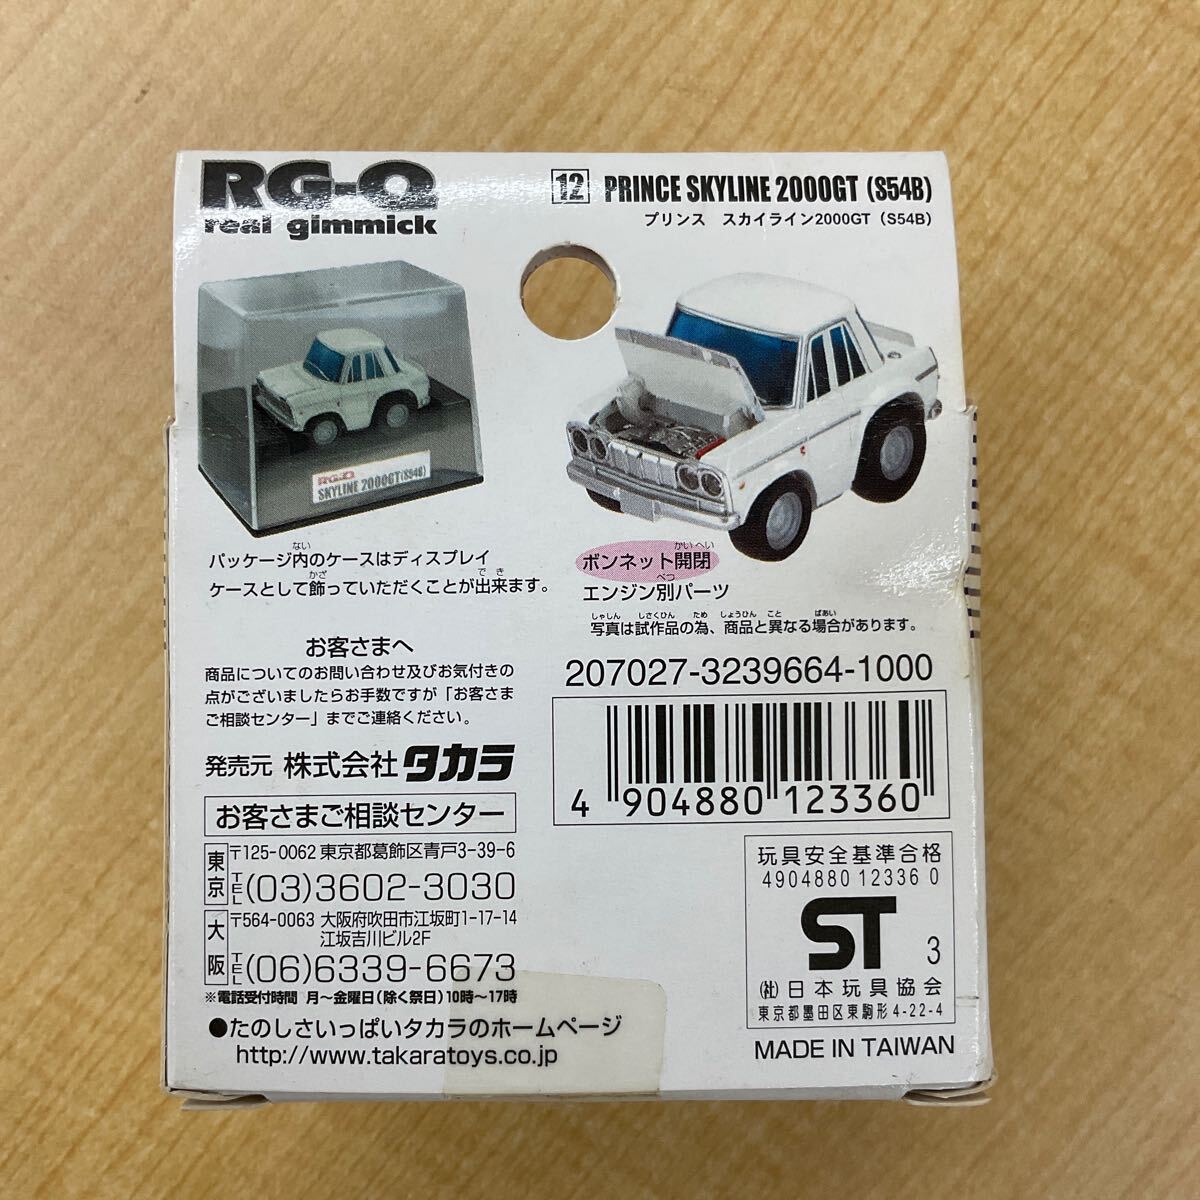 RG-Q
real gimmick
12 PRINCE SKYLINE 2000GT (S54B)
プリンス スカイライン2000GT（S54B）
RG-Q
SKYLINE 2000GT(S54B)
パッケージ内のケースはディスプレイ
ケースとして飾っていただくことが出来ます。
ボンネット開閉
エンジン別パーツ
写真は試作品の為、商品と異なる場合があります。
お客さまへ
商品についてのお問い合わせ及びお気付きの
点がございましたらお手数ですが「お客さま
ご相談センター」までご連絡ください。
発売元 株式会社タカラ
お客さまご相談センター
東京 〒125-0062 東京都葛飾区青戸3-39-6
TEL(03)3602-3030
大阪 〒564-0063 大阪府吹田市江坂町1-17-14
江坂吉川ビル2F
TEL(06)6339-6673
※電話受付時間 月～金曜日(除く祭日)10時～17時
●たのしさいっぱいタカラのホームページ
http://www.takaratoys.co.jp
207027-3239664-1000
4 904880 123360
玩具安全基準合格
4904880 12336 0
ST 3
(社)日本玩具協会
東京都墨田区東駒形4-22-4
MADE IN TAIWAN